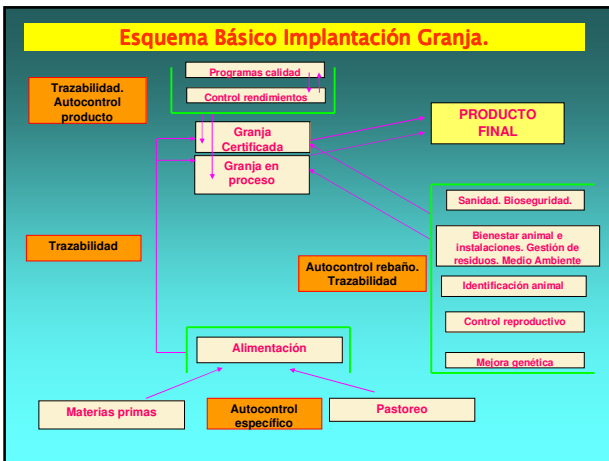 Esquema Básico Implantación Granja.
Programas calidad
Control rendimientos
Trazabilidad.
Autocontrol
producto
PRODUCTO
FINAL
Granja
Certificada
Granja en
proceso
Sanidad. Bioseguridad.
Bienestar animal e
instalaciones. Gestión de
residuos. Medio Ambiente
Trazabilidad
Autocontrol rebaño.
Trazabilidad
Identificación animal
Control reproductivo
Alimentación
Mejora genética
Materias primas
Autocontrol
específico
Pastoreo